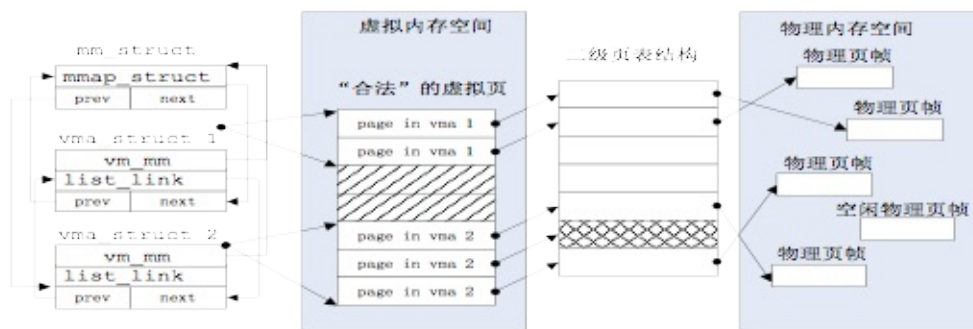 mm_struct
mmap_struct
prev next
vma_struct 1
vm_mm
list_link
prev next
vma_struct 2
vm_mm
list_link
prev next
虚拟内存空间
“合法”的虚拟页
page in vma 1
page in vma 1
page in vma 2
page in vma 2
page in vma 2
二级页表结构
物理内存空间
物理页帧
物理页帧
物理页帧
空闲物理页帧
物理页帧